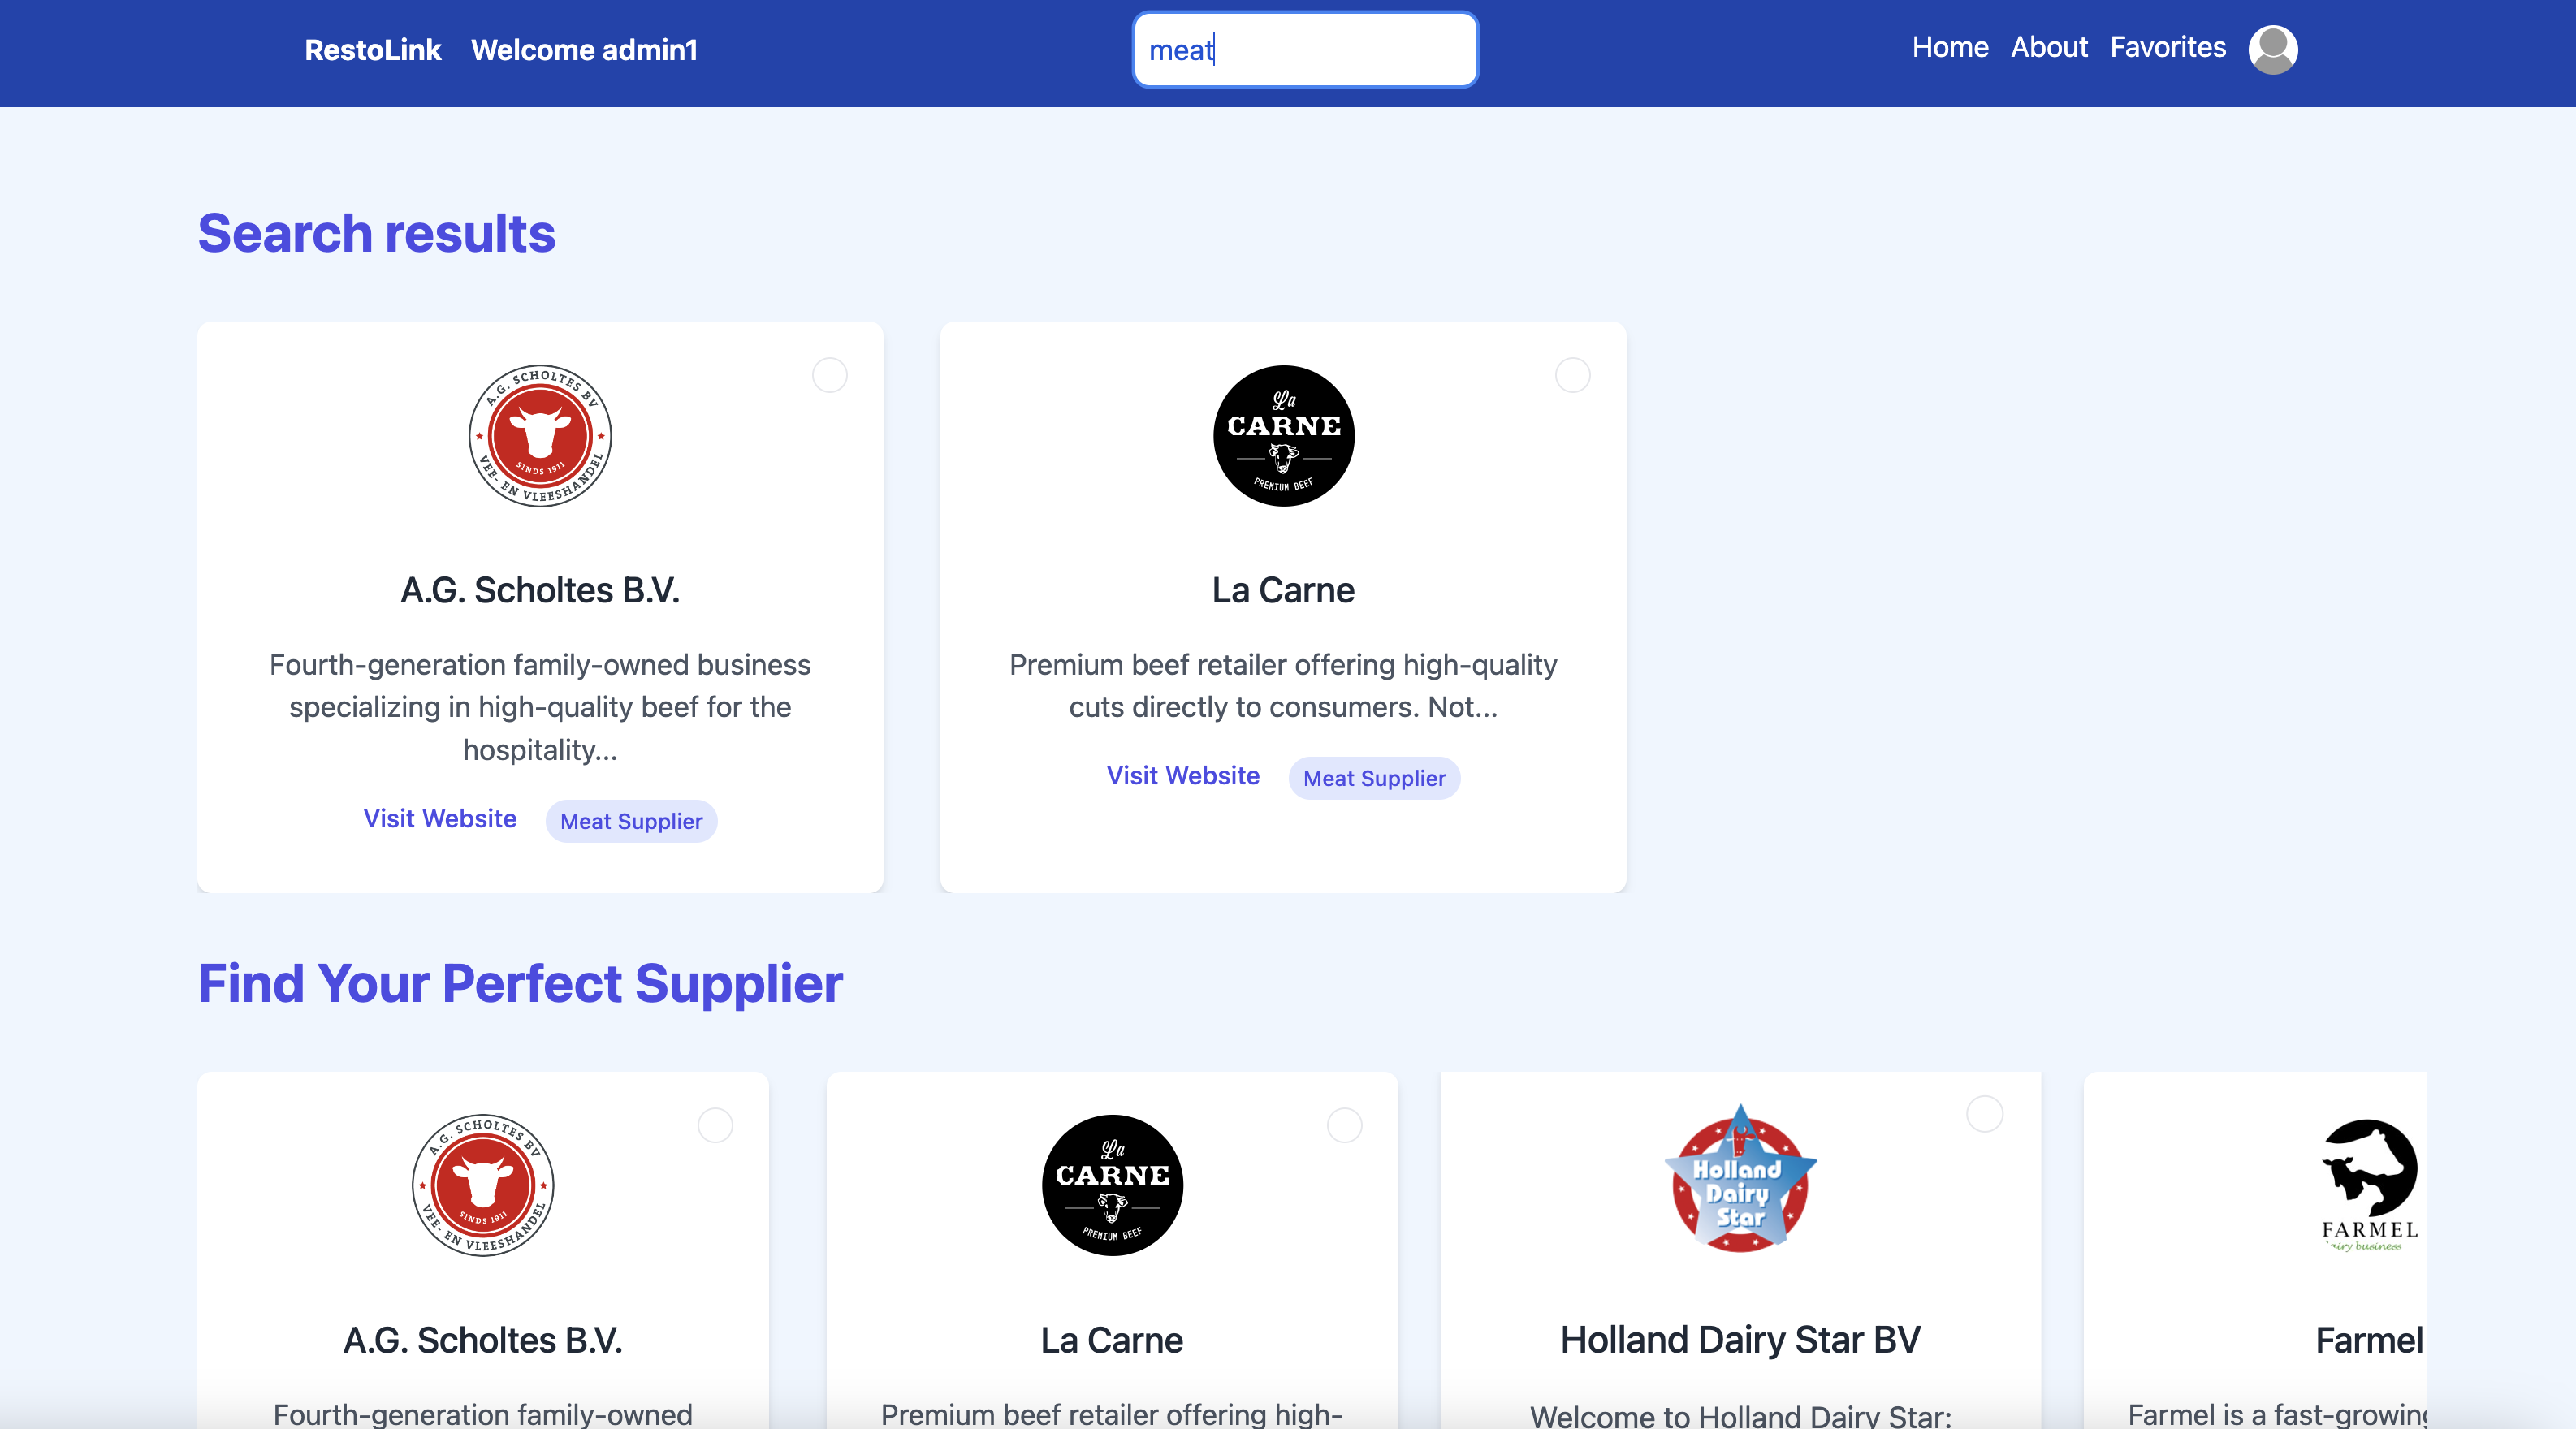 RestoLink Welcome admin1
meat
Home About Favorites
Search results
A.G. SCHOLTES BV
SINDS 1911
VEE- EN VLEESHANDEL
La
CARNE
PREMIUM BEEF
A.G. Scholtes B.V.
Fourth-generation family-owned business
specializing in high-quality beef for the
hospitality...
Visit Website Meat Supplier
La Carne
Premium beef retailer offering high-quality
cuts directly to consumers. Not...
Visit Website Meat Supplier
Find Your Perfect Supplier
A.G. SCHOLTES BV
SINDS 1911
VEE- EN VLEESHANDEL
A.G. Scholtes B.V.
Fourth-generation family-owned
La
CARNE
PREMIUM BEEF
La Carne
Premium beef retailer offering high-
Holland
Dairy
Star
Holland Dairy Star BV
Welcome to Holland Dairy Star:
FARMEL
business
Farmel
Farmel is a fast-growing